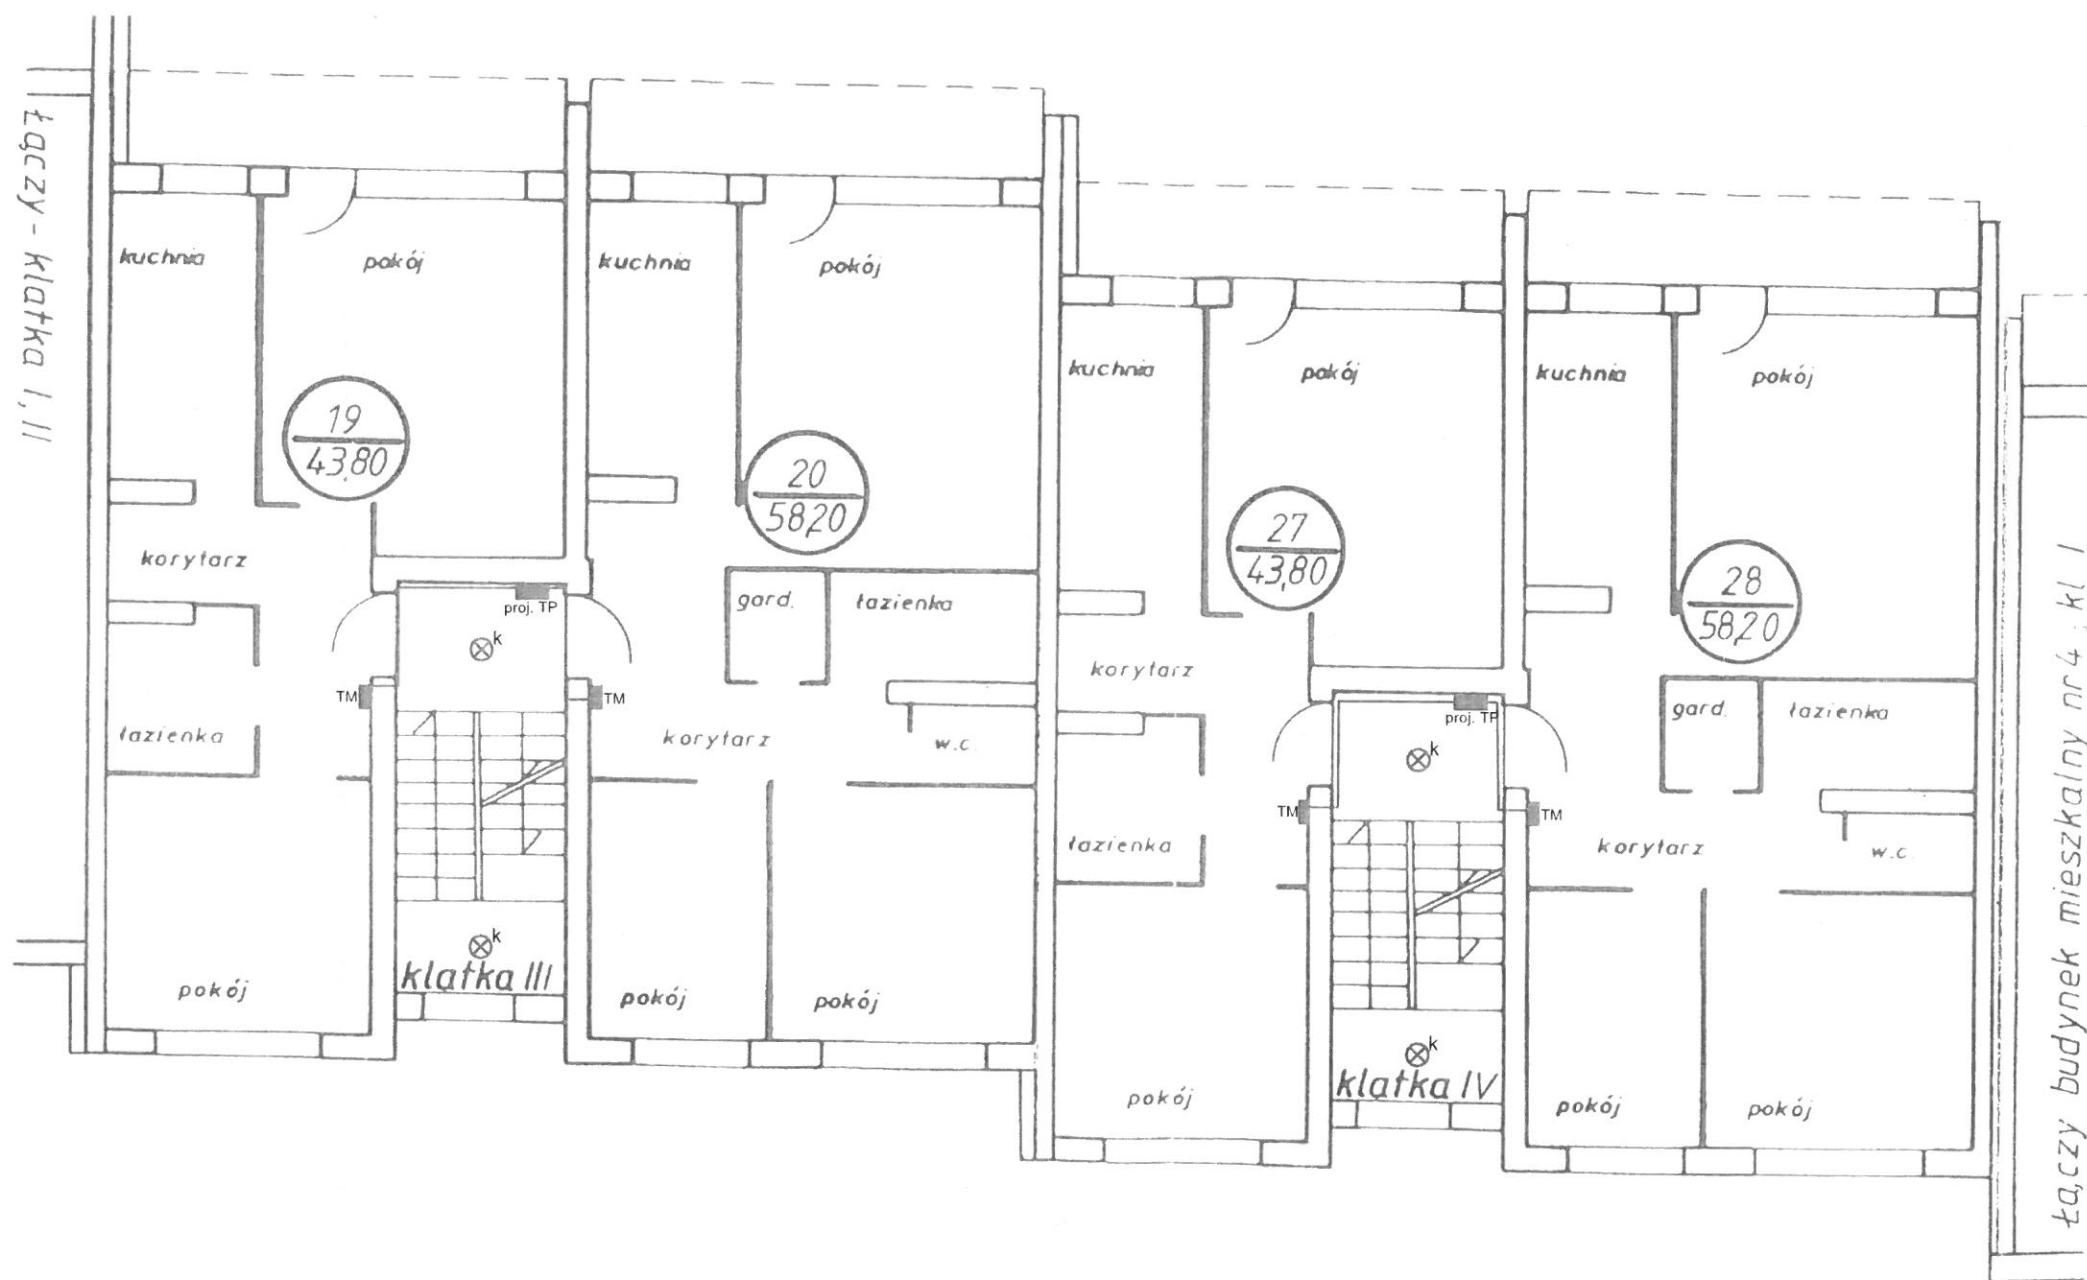 Łączy - klatka I, II
kuchnia
pokój
19
43,80
korytarz
łazienka
pokój
proj. TP
k
TM
TM
k
klatka III
kuchnia
pokój
20
58,20
gard.
łazienka
korytarz
w.c.
pokój
pokój
kuchnia
pokój
27
43,80
korytarz
łazienka
pokój
proj. TP
k
TM
TM
k
klatka IV
kuchnia
pokój
28
58,20
gard.
łazienka
korytarz
w.c.
pokój
pokój
Łączy budynek mieszkalny nr 4, kl. I